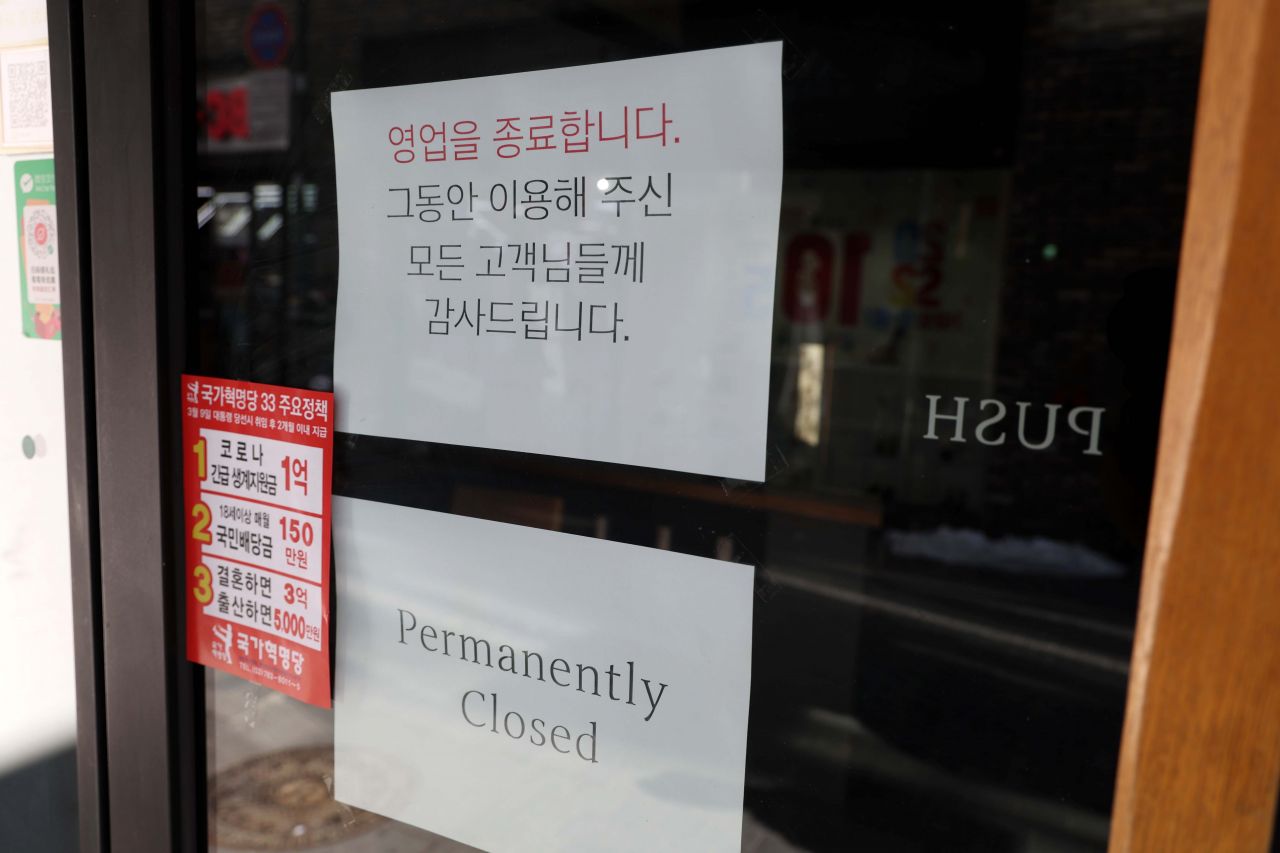 영업을 종료합니다.
그동안 이용해 주신
모든 고객님들께
감사드립니다.
국가혁명당 33 주요정책
3월 9일 대통령 당선시 취임 후 2개월 이내 지급
1 코로나
긴급 생계지원금 1억
2 18세이상 매월 150
국민배당금 만원
3 결혼하면 3억
출산하면 5,000만원
국가혁명당
Permanently
Closed
PUSH
10